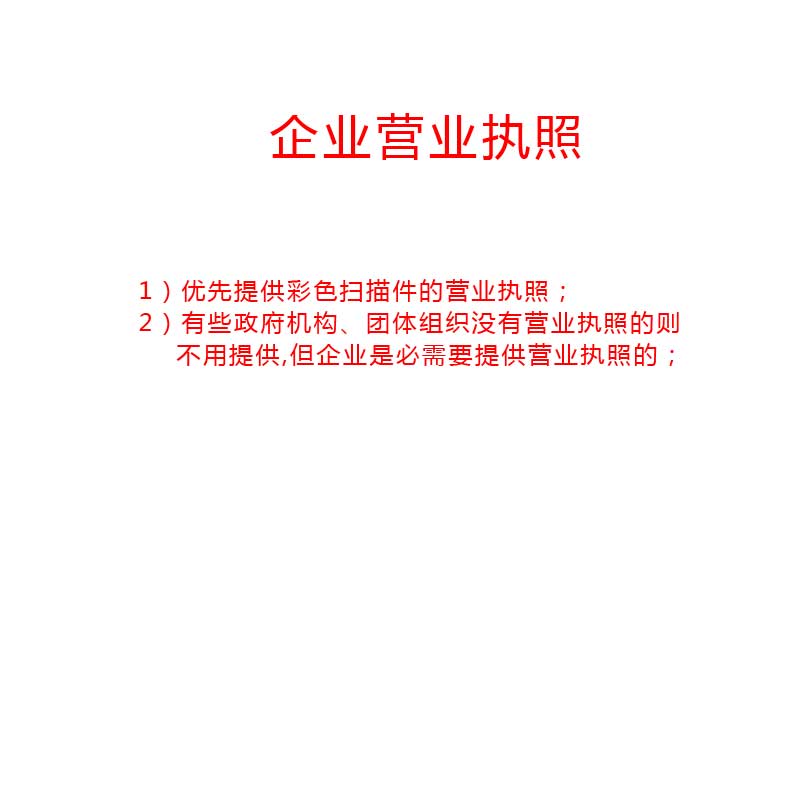 企业营业执照
1）优先提供彩色扫描件的营业执照；
2）有些政府机构、团体组织没有营业执照的则
不用提供,但企业是必需要提供营业执照的；